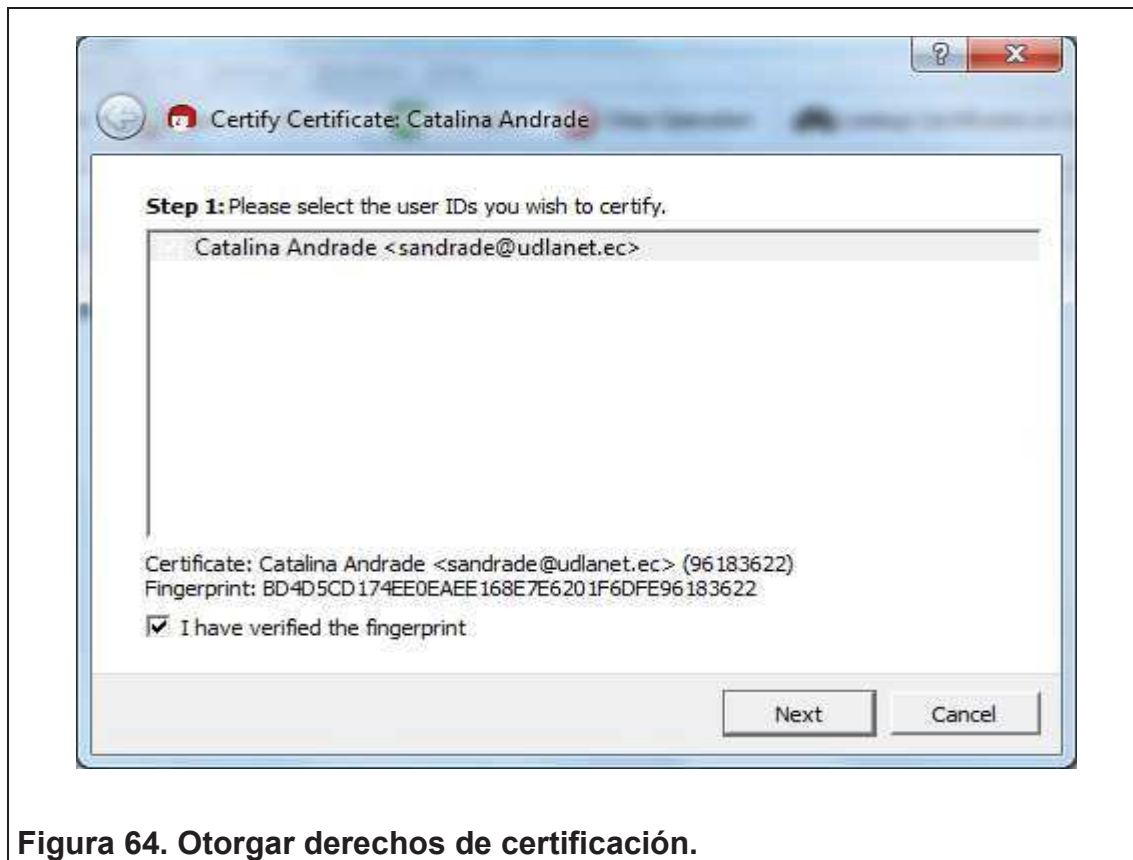 Certify Certificate: Catalina Andrade
Step 1: Please select the user IDs you wish to certify.
Catalina Andrade <sandrade@udlanet.ec>
Certificate: Catalina Andrade <sandrade@udlanet.ec> (96183622)
Fingerprint: BD4D5CD174EE0EAEE168E7E6201F6DFE96183622
I have verified the fingerprint
Next Cancel
Figura 64. Otorgar derechos de certificación.